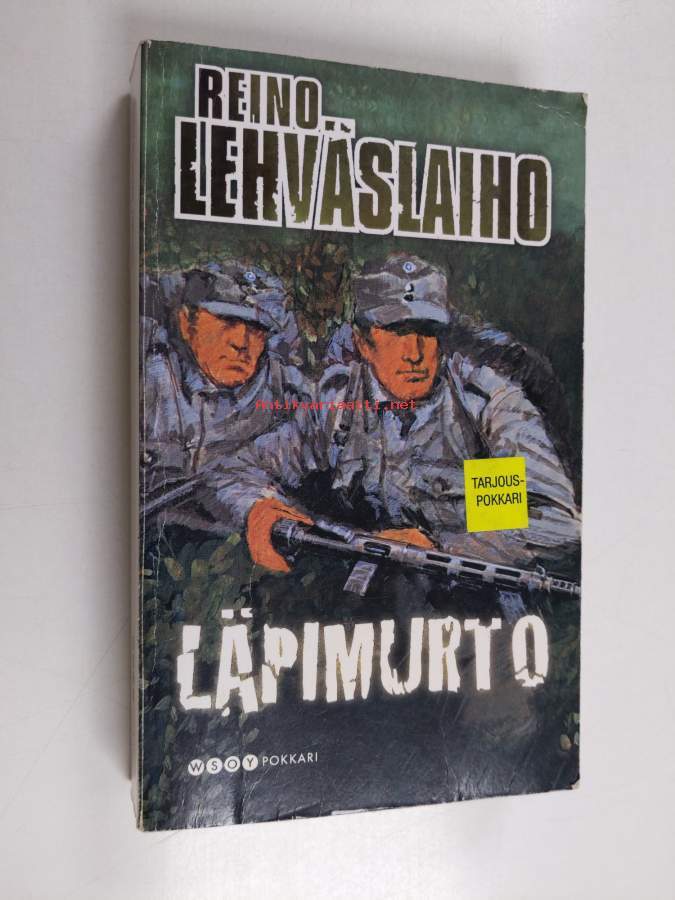 REINO
LEHVÄSLAIHO
Antikvariaatti.net
TARJOUS-
POKKARI
LÄPIMURTO
WSOY POKKARI